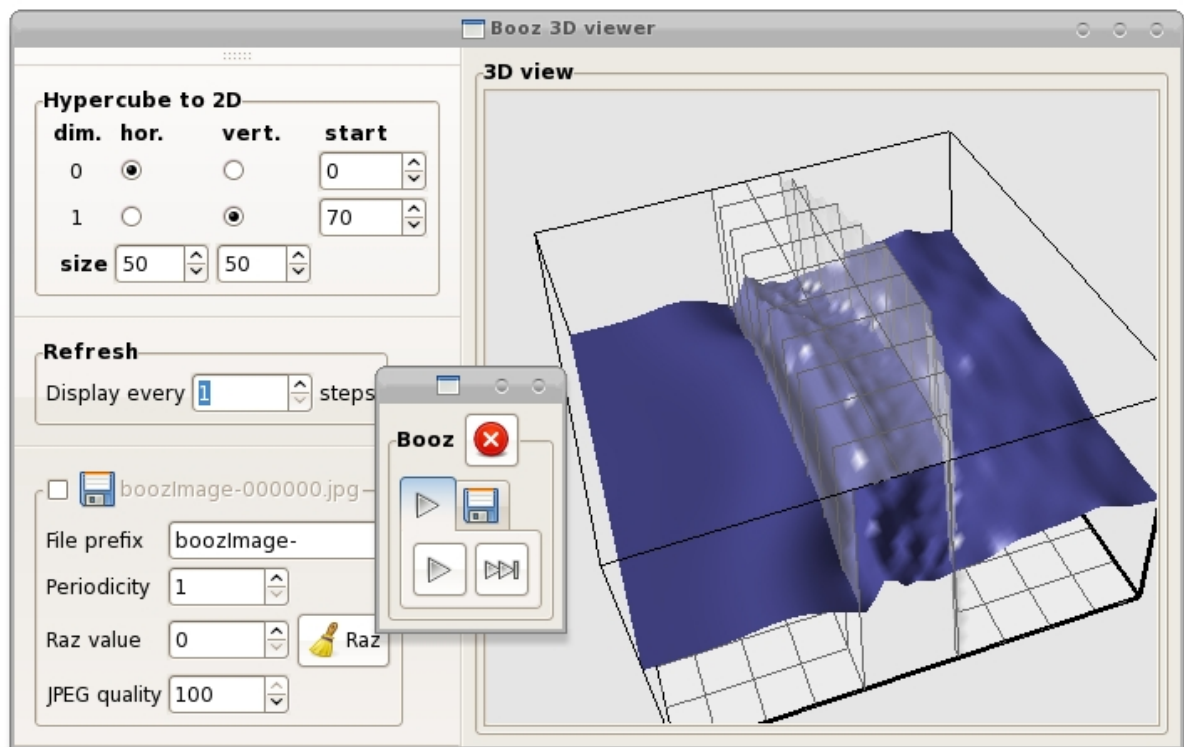 Booz 3D viewer
Hypercube to 2D
dim. hor. vert. start
0 0
1 70
size 50 50
Refresh
Display every 1 steps
boozImage-000000.jpg
File prefix boozImage-
Periodicity 1
Raz value 0 Raz
JPEG quality 100
Booz
3D view